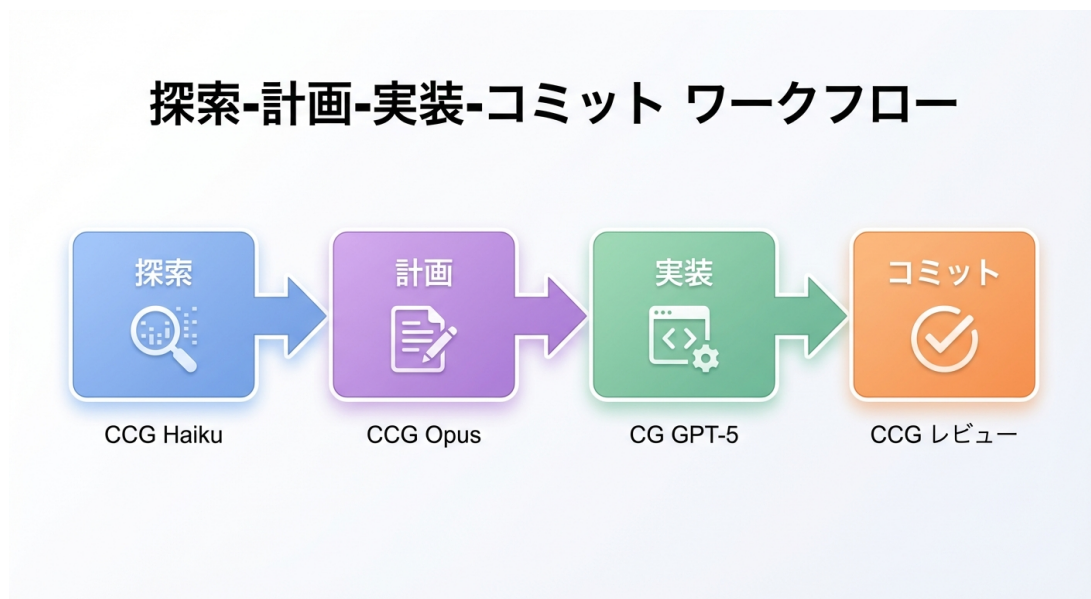 探索-計画-実装-コミット ワークフロー
探索
計画
実装
コミット
CCG Haiku
CCG Opus
CG GPT-5
CCG レビュー